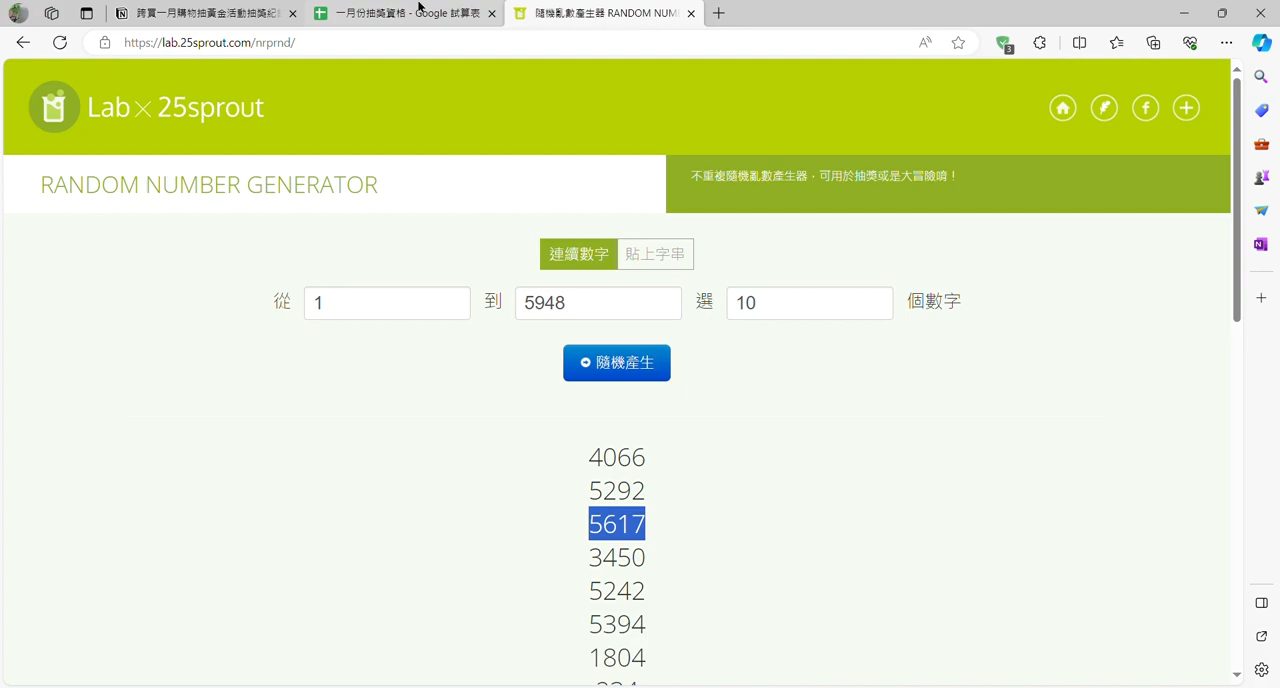 跨買一月購物抽黃金活動抽獎紀
一月份抽獎資格 - Google 試算表
隨機亂數產生器 RANDOM NUM
https://lab.25sprout.com/nrprnd/
3
Lab × 25sprout
RANDOM NUMBER GENERATOR
不重複隨機亂數產生器,可用於抽獎或是大冒險唷!
連續數字 貼上字串
從 1 到 5948 選 10 個數字
隨機產生
4066
5292
5617
3450
5242
5394
1804